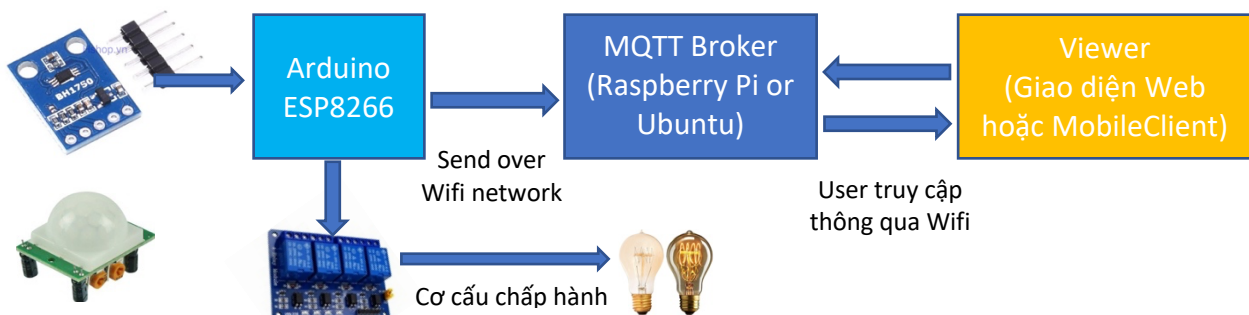 BH1750
Arduino
ESP8266
MQTT Broker
(Raspberry Pi or
Ubuntu)
Viewer
(Giao diện Web
hoặc MobileClient)
Send over
Wifi network
User truy cập
thông qua Wifi
Cơ cấu chấp hành